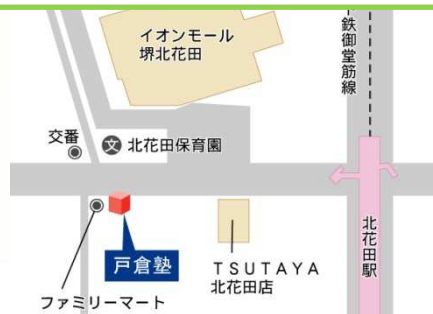 イオンモール
堺北花田
鉄御堂筋線
交番
文
北花田保育園
戸倉塾
ファミリーマート
ＴＳＵＴＡＹＡ
北花田店
北花田駅